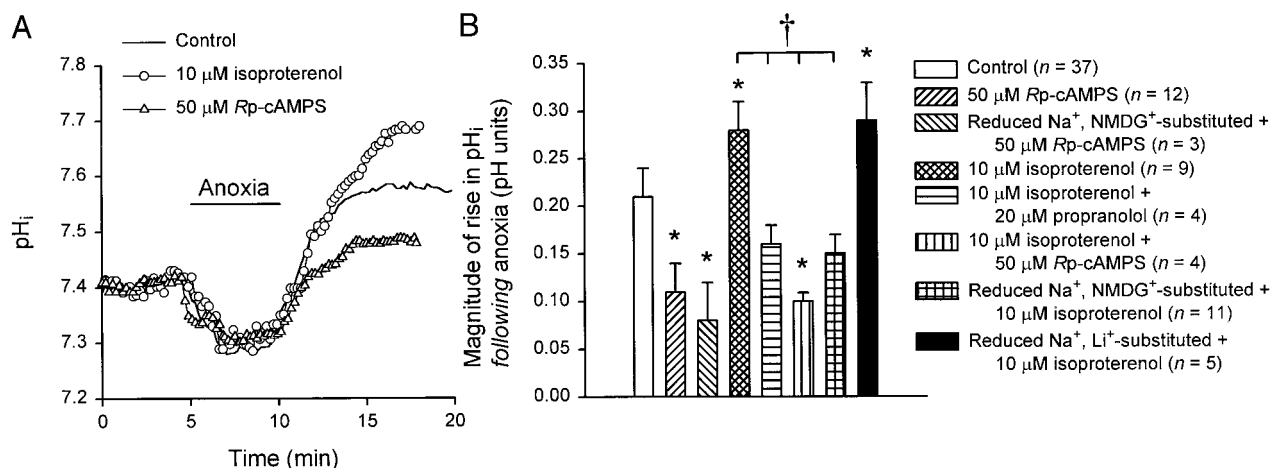 A
Control
10 μM isoproterenol
50 μM Rp-cAMPS
7.8
7.7
7.6
7.5
7.4
7.3
7.2
pHi
Anoxia
0
5
10
15
20
Time (min)
B
†
*
*
*
*
*
0.35
0.30
0.25
0.20
0.15
0.10
0.05
0.00
Magnitude of rise in pHi
following anoxia (pH units)
Control (n = 37)
50 μM Rp-cAMPS (n = 12)
Reduced Na⁺, NMDG⁺-substituted +
50 μM Rp-cAMPS (n = 3)
10 μM isoproterenol (n = 9)
10 μM isoproterenol +
20 μM propranolol (n = 4)
10 μM isoproterenol +
50 μM Rp-cAMPS (n = 4)
Reduced Na⁺, NMDG⁺-substituted +
10 μM isoproterenol (n = 11)
Reduced Na⁺, Li⁺-substituted +
10 μM isoproterenol (n = 5)